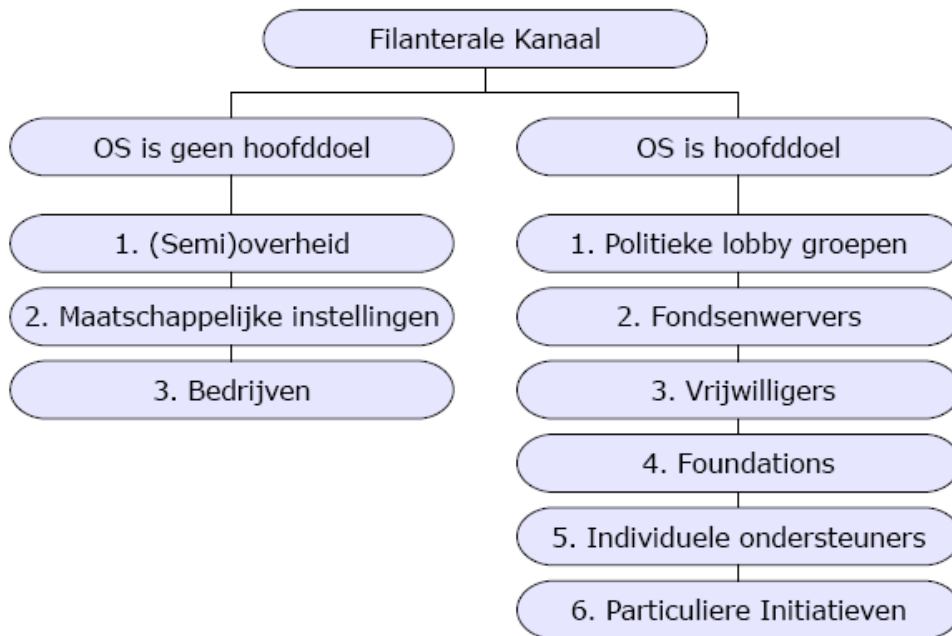 Filanterale Kanaal
OS is geen hoofddoel
OS is hoofddoel
1. (Semi)overheid
2. Maatschappelijke instellingen
3. Bedrijven
1. Politieke lobby groepen
2. Fondsenwervers
3. Vrijwilligers
4. Foundations
5. Individuele ondersteuners
6. Particuliere Initiatieven